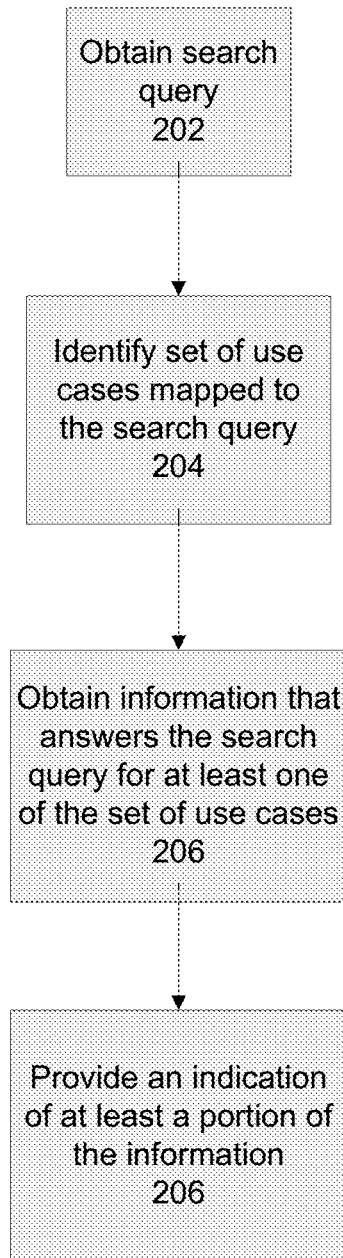 Obtain search
query
202
Identify set of use
cases mapped to
the search query
204
Obtain information that
answers the search
query for at least one
of the set of use cases
206
Provide an indication
of at least a portion of
the information
206